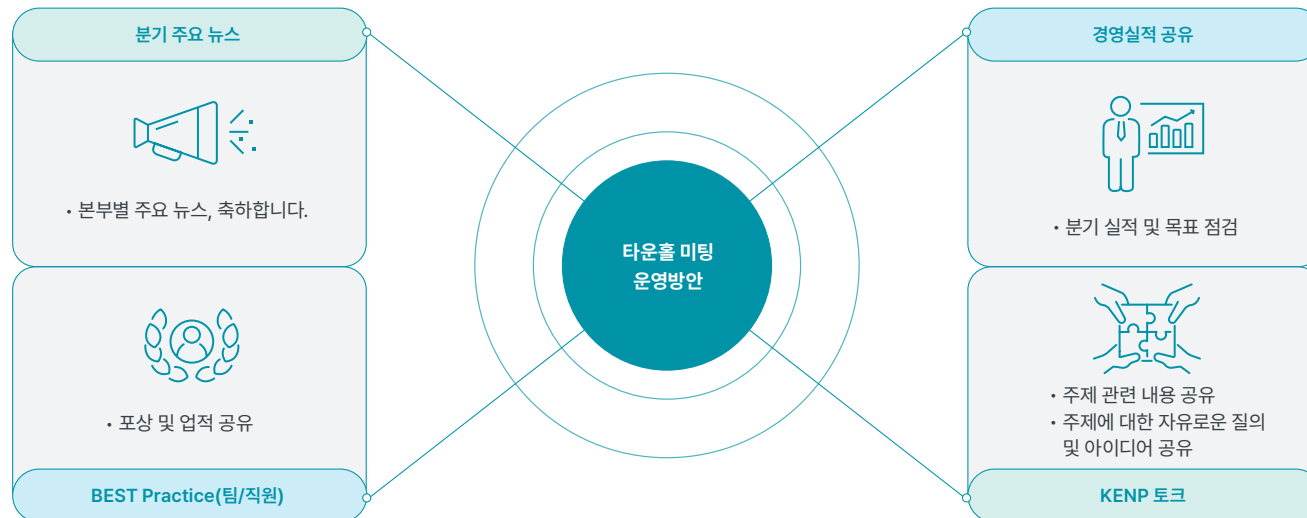 분기 주요 뉴스
• 본부별 주요 뉴스, 축하합니다.
• 포상 및 업적 공유
BEST Practice(팀/직원)
타운홀 미팅
운영방안
경영실적 공유
• 분기 실적 및 목표 점검
• 주제 관련 내용 공유
• 주제에 대한 자유로운 질의
및 아이디어 공유
KENP 토크